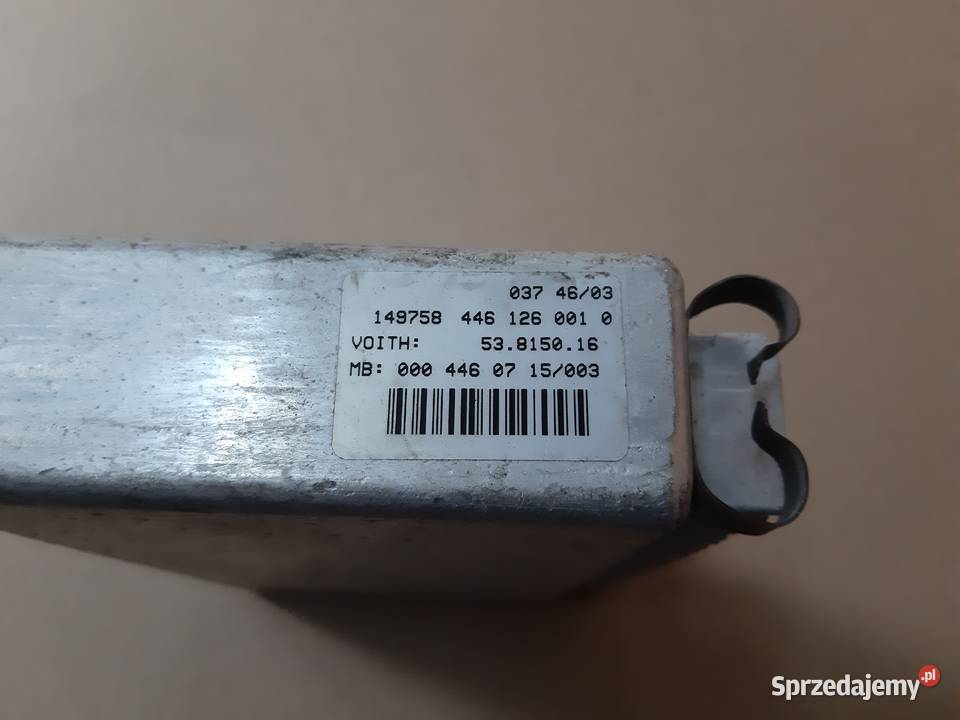 037 46/03
149758 446 126 001 0
VOITH: 53.8150.16
MB: 000 446 07 15/003
Sprzedajemy.pl